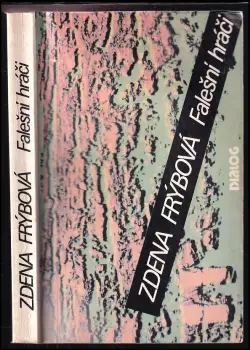 ZDENA FRÝBOVÁ Falešní hráči
ZDENA FRÝBOVÁ Falešní hráči
DIALOG